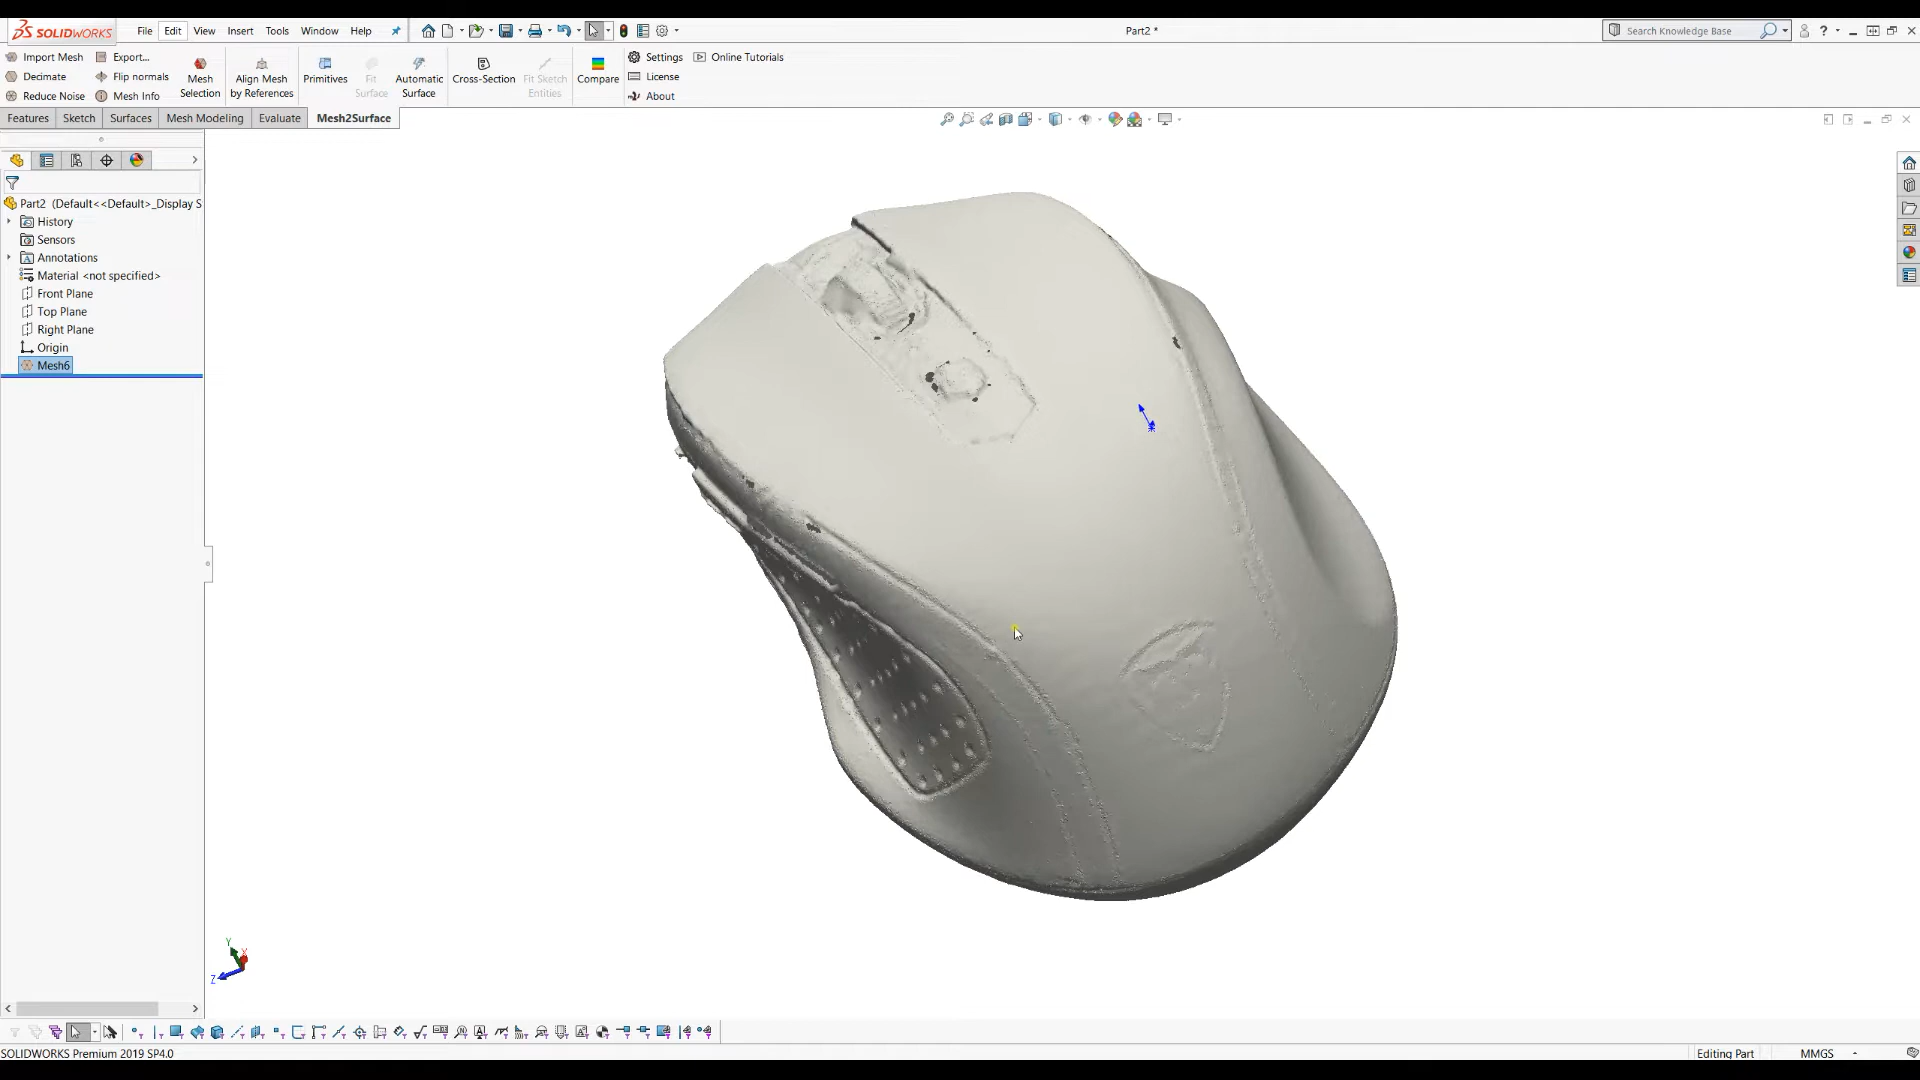 SOLIDWORKS File Edit View Insert Tools Window Help Part2 * Search Knowledge Base ?
Import Mesh Export... Settings Online Tutorials
Decimate Flip normals License
Reduce Noise Mesh Info About
Mesh Selection
Align Mesh by References
Primitives
Fit Surface
Automatic Surface
Cross-Section
Fit Sketch Entities
Compare
Features Sketch Surfaces Mesh Modeling Evaluate Mesh2Surface
Part2 (Default<<Default>_Display S
History
Sensors
Annotations
Material <not specified>
Front Plane
Top Plane
Right Plane
Origin
Mesh6
Y
X
Z
SOLIDWORKS Premium 2019 SP4.0 Editing Part MMGS